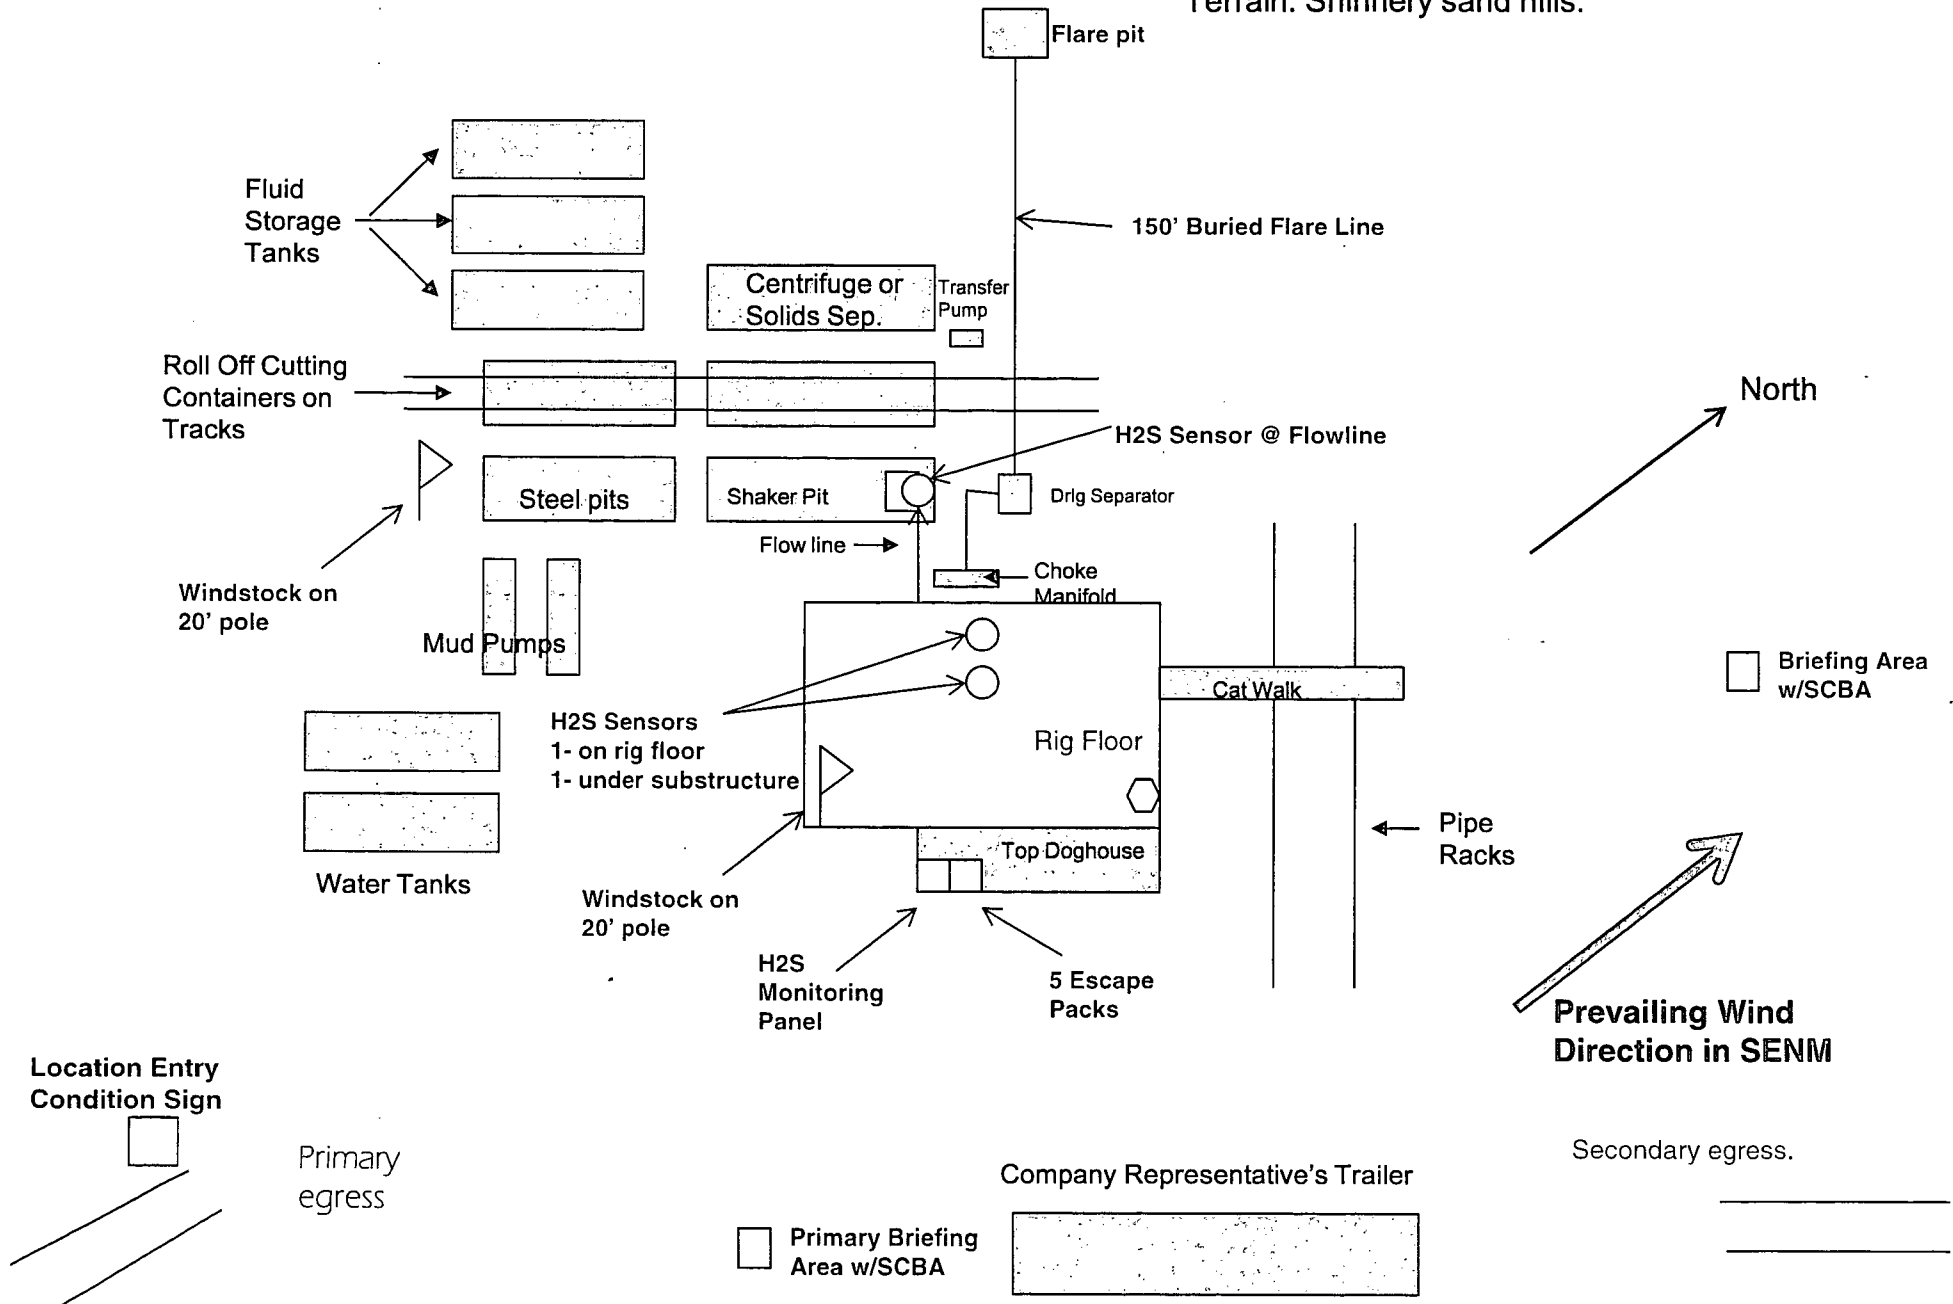 Terrain: Shinnery sand hills.
Flare pit
Fluid
Storage
Tanks
150' Buried Flare Line
Centrifuge or
Solids Sep.
Transfer
Pump
Roll Off Cutting
Containers on
Tracks
North
H2S Sensor @ Flowline
Steel pits
Shaker Pit
Drlg Separator
Flow line
Windstock on
20' pole
Choke
Manifold
Mud Pumps
Briefing Area
w/SCBA
Cat Walk
H2S Sensors
1- on rig floor
1- under substructure
Rig Floor
Pipe
Racks
Top Doghouse
Water Tanks
Windstock on
20' pole
H2S
Monitoring
Panel
5 Escape
Packs
Prevailing Wind
Direction in SENM
Location Entry
Condition Sign
Primary
egress
Secondary egress.
Company Representative's Trailer
Primary Briefing
Area w/SCBA